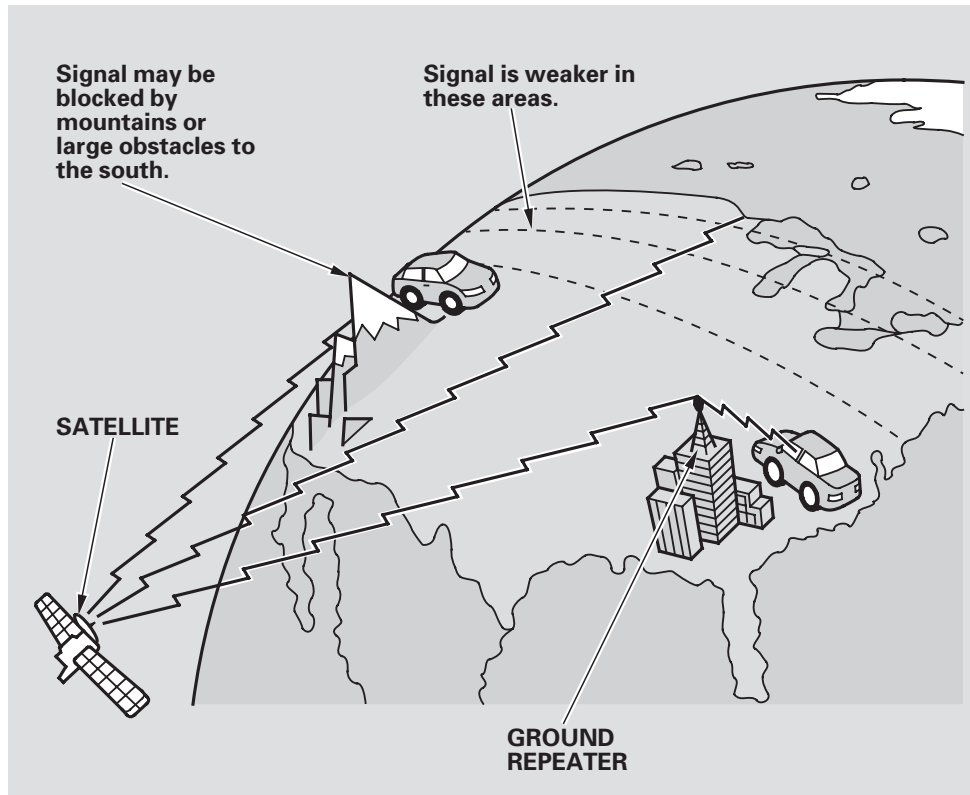 Signal may be
blocked by
mountains or
large obstacles to
the south.
Signal is weaker in
these areas.
SATELLITE
GROUND
REPEATER